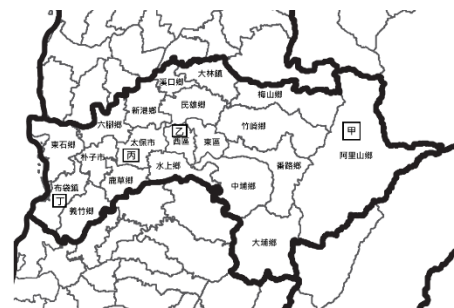 大林鎮
溪口鄉
梅山鄉
民雄鄉
新港鄉
六腳鄉
竹崎鄉
甲
乙
東石鄉
太保市
西區
東區
丙
朴子市
阿里山鄉
水上鄉
番路鄉
鹿草鄉
中埔鄉
布袋鎮
丁
義竹鄉
大埔鄉